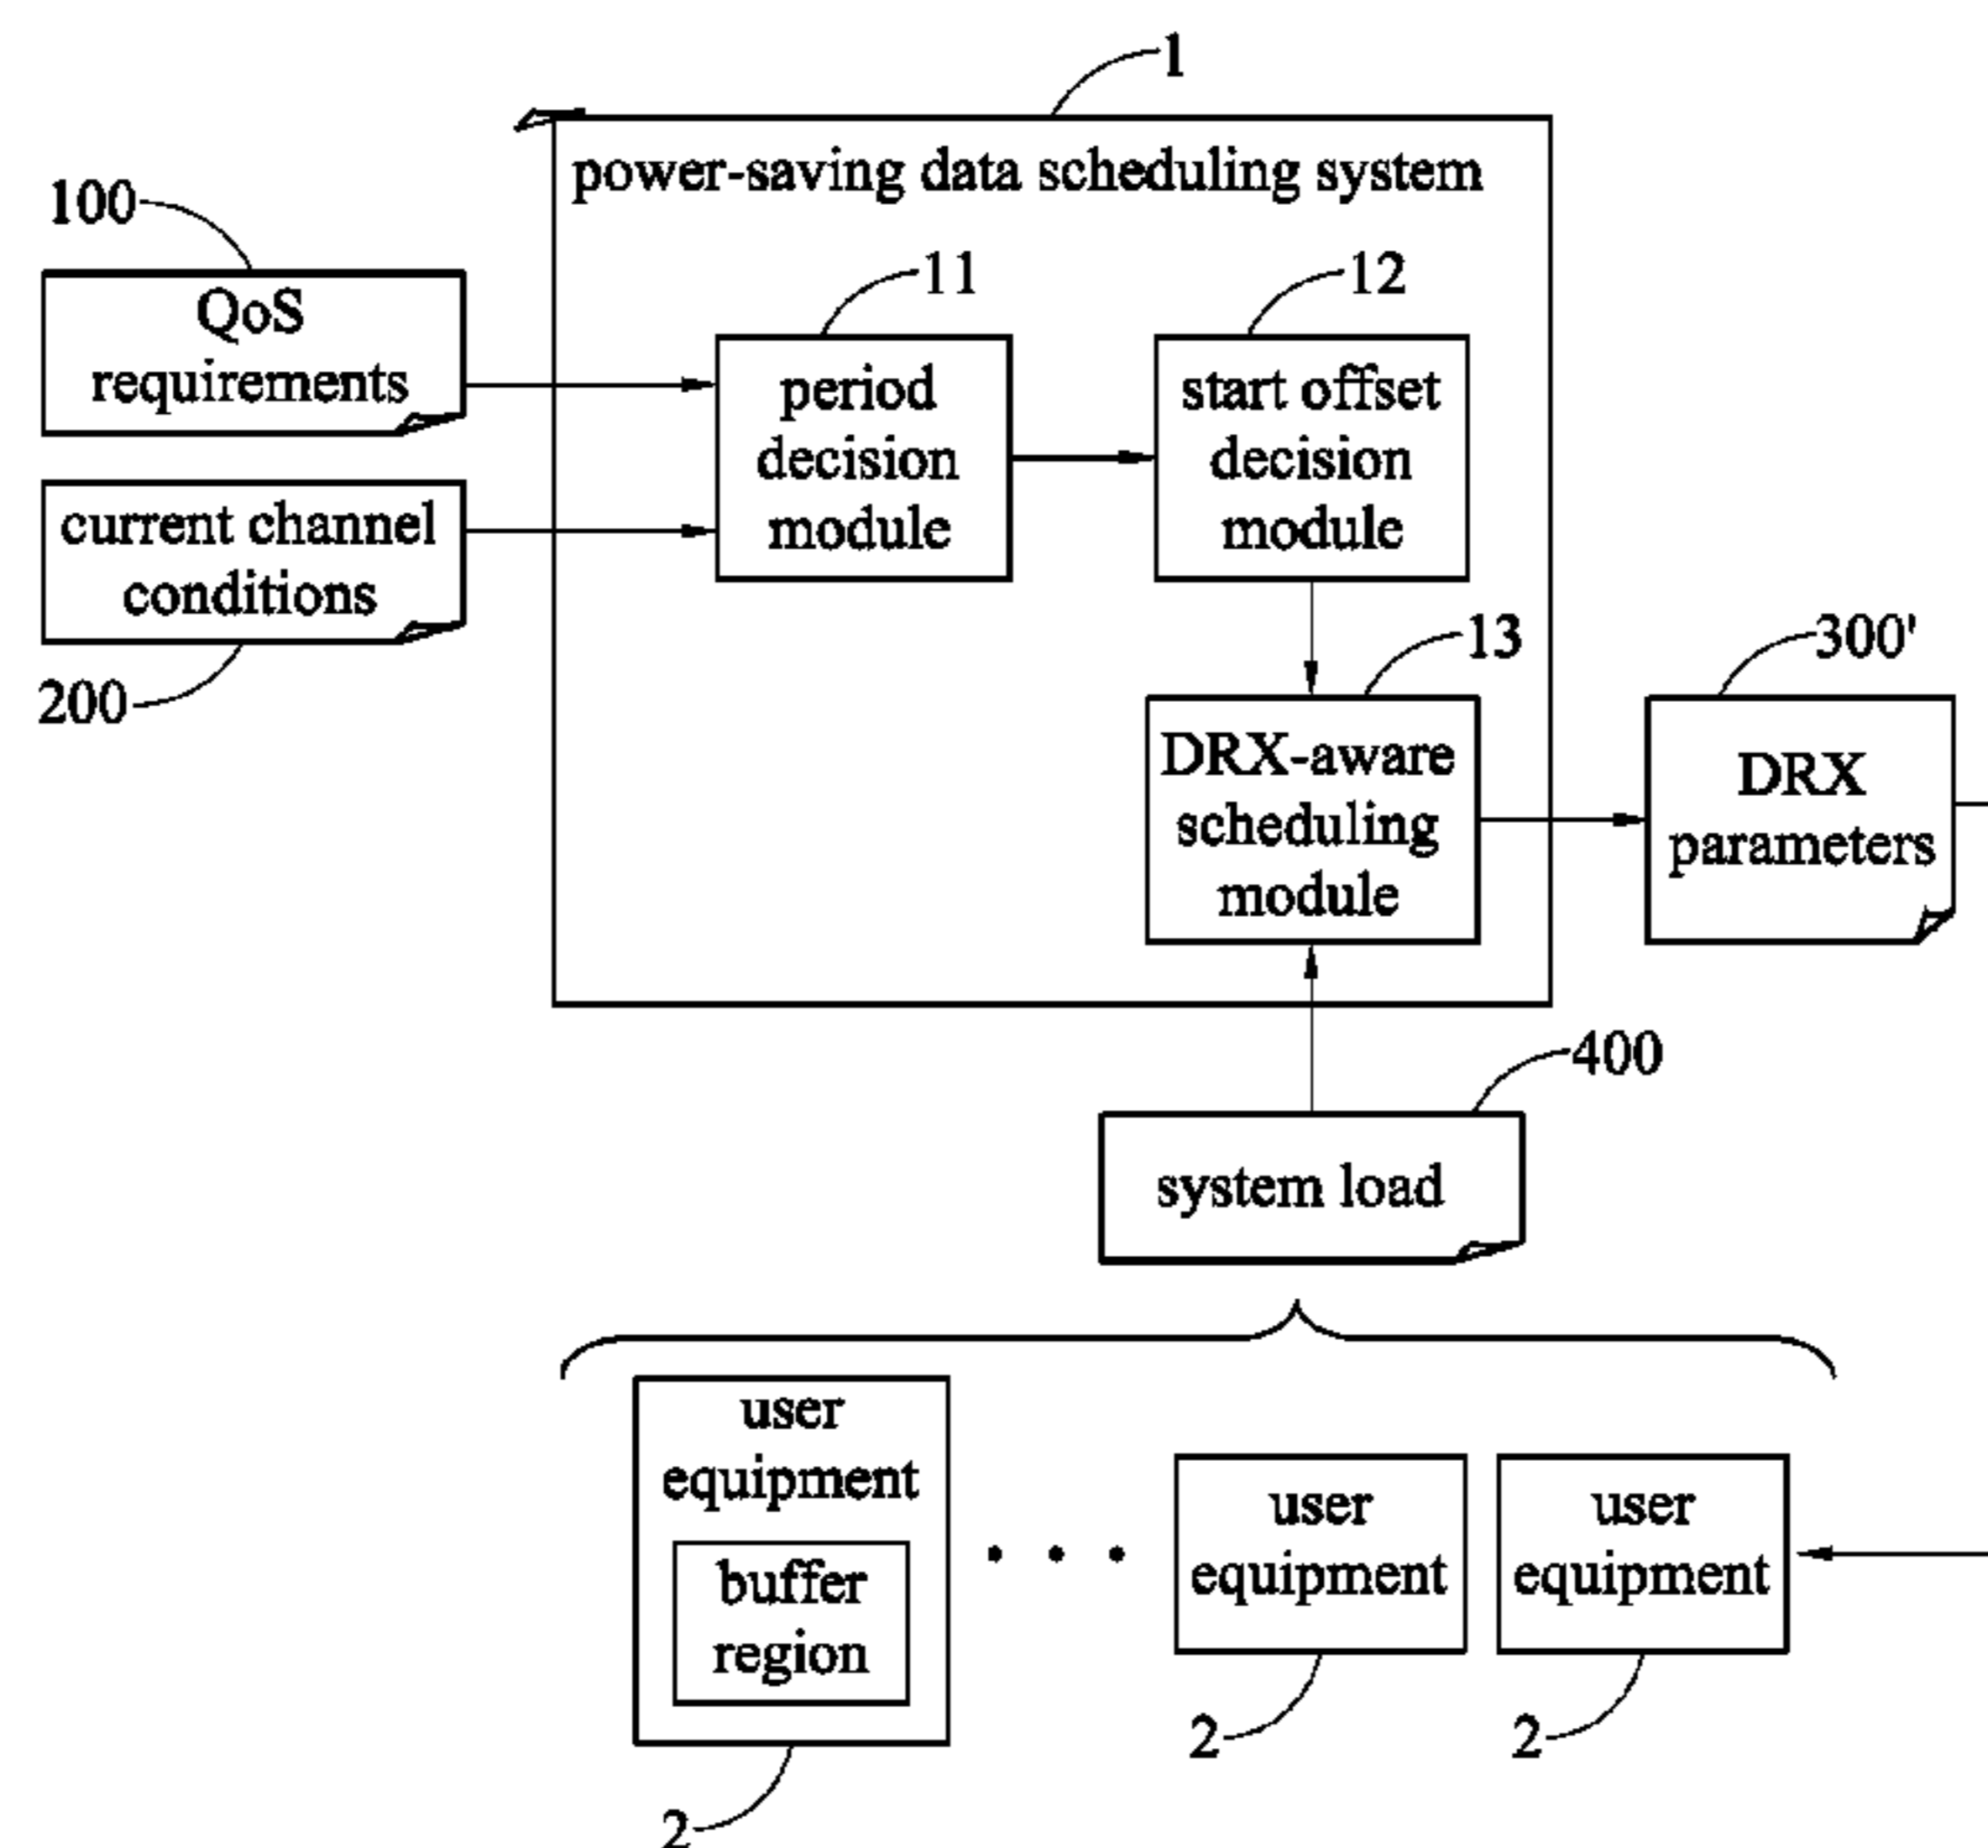 1
power-saving data scheduling system
100
QoS
requirements
11
period
decision
module
12
start offset
decision
module
current channel
conditions
200
13
DRX-aware
scheduling
module
300'
DRX
parameters
400
system load
user
equipment
buffer
region
2
user
equipment
2
user
equipment
2